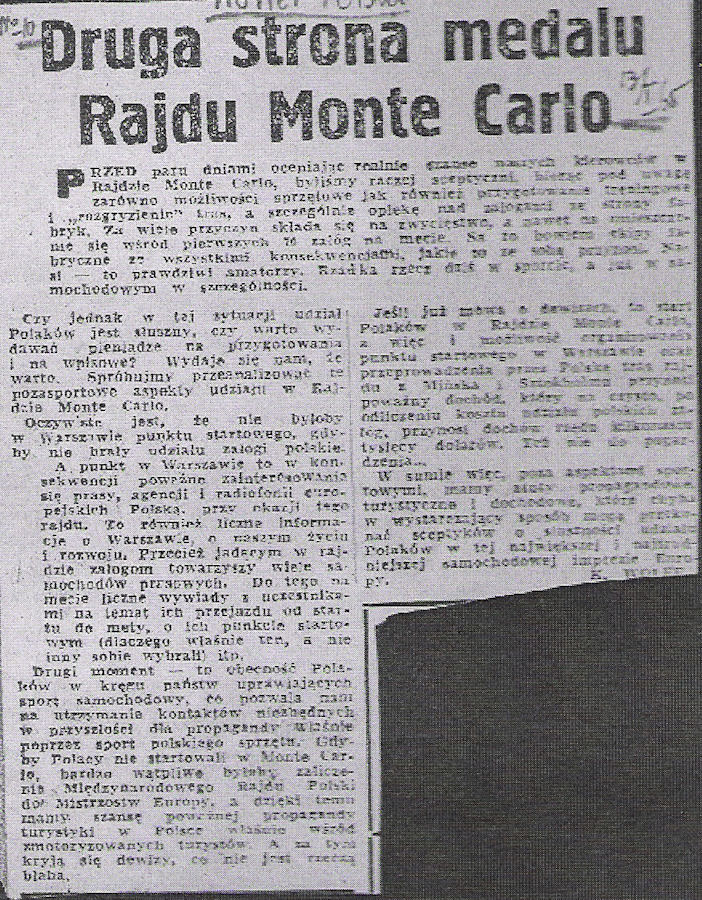 Druga strona medalu
Rajdu Monte Carlo
PRZED paru dniami oceniając realnie szanse naszych kierowców w
Rajdzie Monte Carlo, byliśmy raczej sceptyczni, biorąc pod uwagę
zarówno możliwości sprzętowe jak również przygotowanie treningowe
i „rozgryzienie” tras, a szczególnie opiekę nad załogami ze strony fa-
bryk. Za wiele przyczyn składa się na zwycięstwo, a nawet na umieszcze-
nie się wśród pierwszych 10 załóg na mecie. Są to bowiem ekipy fa-
bryczne ze wszystkimi konsekwencjami, jakie to ze sobą przynosi. Na-
si — to prawdziwi amatorzy. Rzadka rzecz dziś w sporcie, a już w sa-
mochodowym w szczególności.
Czy jednak w tej sytuacji udział
Polaków jest słuszny, czy warto wy-
dawać pieniądze na przygotowania
i na wpisowe? Wydaje się nam, że
warto. Spróbujmy przeanalizować te
pozasportowe aspekty udziału w Raj-
dzie Monte Carlo.
Oczywiste jest, że nie byłoby
w Warszawie punktu startowego, gdy-
by nie brały udziału załogi polskie.
A punkt w Warszawie to w kon-
sekwencji poważne zainteresowanie
się prasy, agencji i radiofonii euro-
pejskich Polską, przy okazji tego
rajdu. To również liczne informa-
cje o Warszawie, o naszym życiu
i rozwoju. Przecież jadącym w raj-
dzie załogom towarzyszy wiele sa-
mochodów prasowych. Do tego na
mecie liczne wywiady z uczestnika-
mi na temat ich przejazdu od star-
tu do mety, o ich punkcie starto-
wym (dlaczego właśnie ten, a nie
inny sobie wybrali) itp.
Drugi moment — to obecność Pola-
ków w kręgu państw uprawiających
sport samochodowy, co pozwala nam
na utrzymanie kontaktów niezbędnych
w przyszłości dla propagandy właśnie
poprzez sport polskiego sprzętu. Gdy-
by Polacy nie startowali w Monte Car-
lo, bardzo wątpliwe byłoby zalicze-
nie Międzynarodowego Rajdu Polski
do Mistrzostw Europy, a dzięki temu
mamy szansę poważnej propagandy
turystyki w Polsce właśnie wśród
zmotoryzowanych turystów. A za tym
kryją się dewizy, co nie jest rzeczą
błahą.
Jeśli już mowa o dewizach, to start
Polaków w Rajdzie Monte Carlo,
a więc i możliwość organizowania
punktu startowego w Warszawie oraz
przeprowadzenia przez Polskę tras raj-
du z Mińska i Sztokholmu przynosi
poważny dochód, który na czysto, po
odliczeniu kosztu udziału polskich za-
łóg, przynosi dochód rzędu kilkunastu
tysięcy dolarów. Też nie do pogar-
dzenia...
W sumie więc, poza aspektami spor-
towymi, mamy atuty propagandowe,
turystyczne i dochodowe, które chyba
w wystarczający sposób mogą przeko-
nać sceptyków o słuszności udziału
Polaków w tej największej i najtrud-
niejszej samochodowej imprezie Euro-
py.
K.